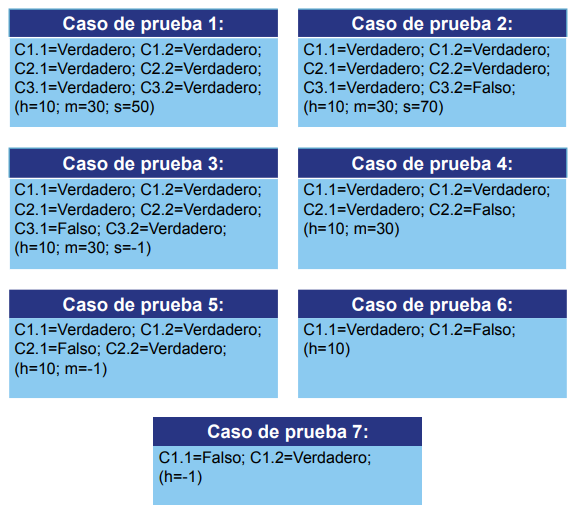 Caso de prueba 1:
C1.1=Verdadero; C1.2=Verdadero;
C2.1=Verdadero; C2.2=Verdadero;
C3.1=Verdadero; C3.2=Verdadero;
(h=10; m=30; s=50)
Caso de prueba 2:
C1.1=Verdadero; C1.2=Verdadero;
C2.1=Verdadero; C2.2=Verdadero;
C3.1=Verdadero; C3.2=Falso;
(h=10; m=30; s=70)
Caso de prueba 3:
C1.1=Verdadero; C1.2=Verdadero;
C2.1=Verdadero; C2.2=Verdadero;
C3.1=Falso; C3.2=Verdadero;
(h=10; m=30; s=-1)
Caso de prueba 4:
C1.1=Verdadero; C1.2=Verdadero;
C2.1=Verdadero; C2.2=Falso;
(h=10; m=30)
Caso de prueba 5:
C1.1=Verdadero; C1.2=Verdadero;
C2.1=Falso; C2.2=Verdadero;
(h=10; m=-1)
Caso de prueba 6:
C1.1=Verdadero; C1.2=Falso;
(h=10)
Caso de prueba 7:
C1.1=Falso; C1.2=Verdadero;
(h=-1)